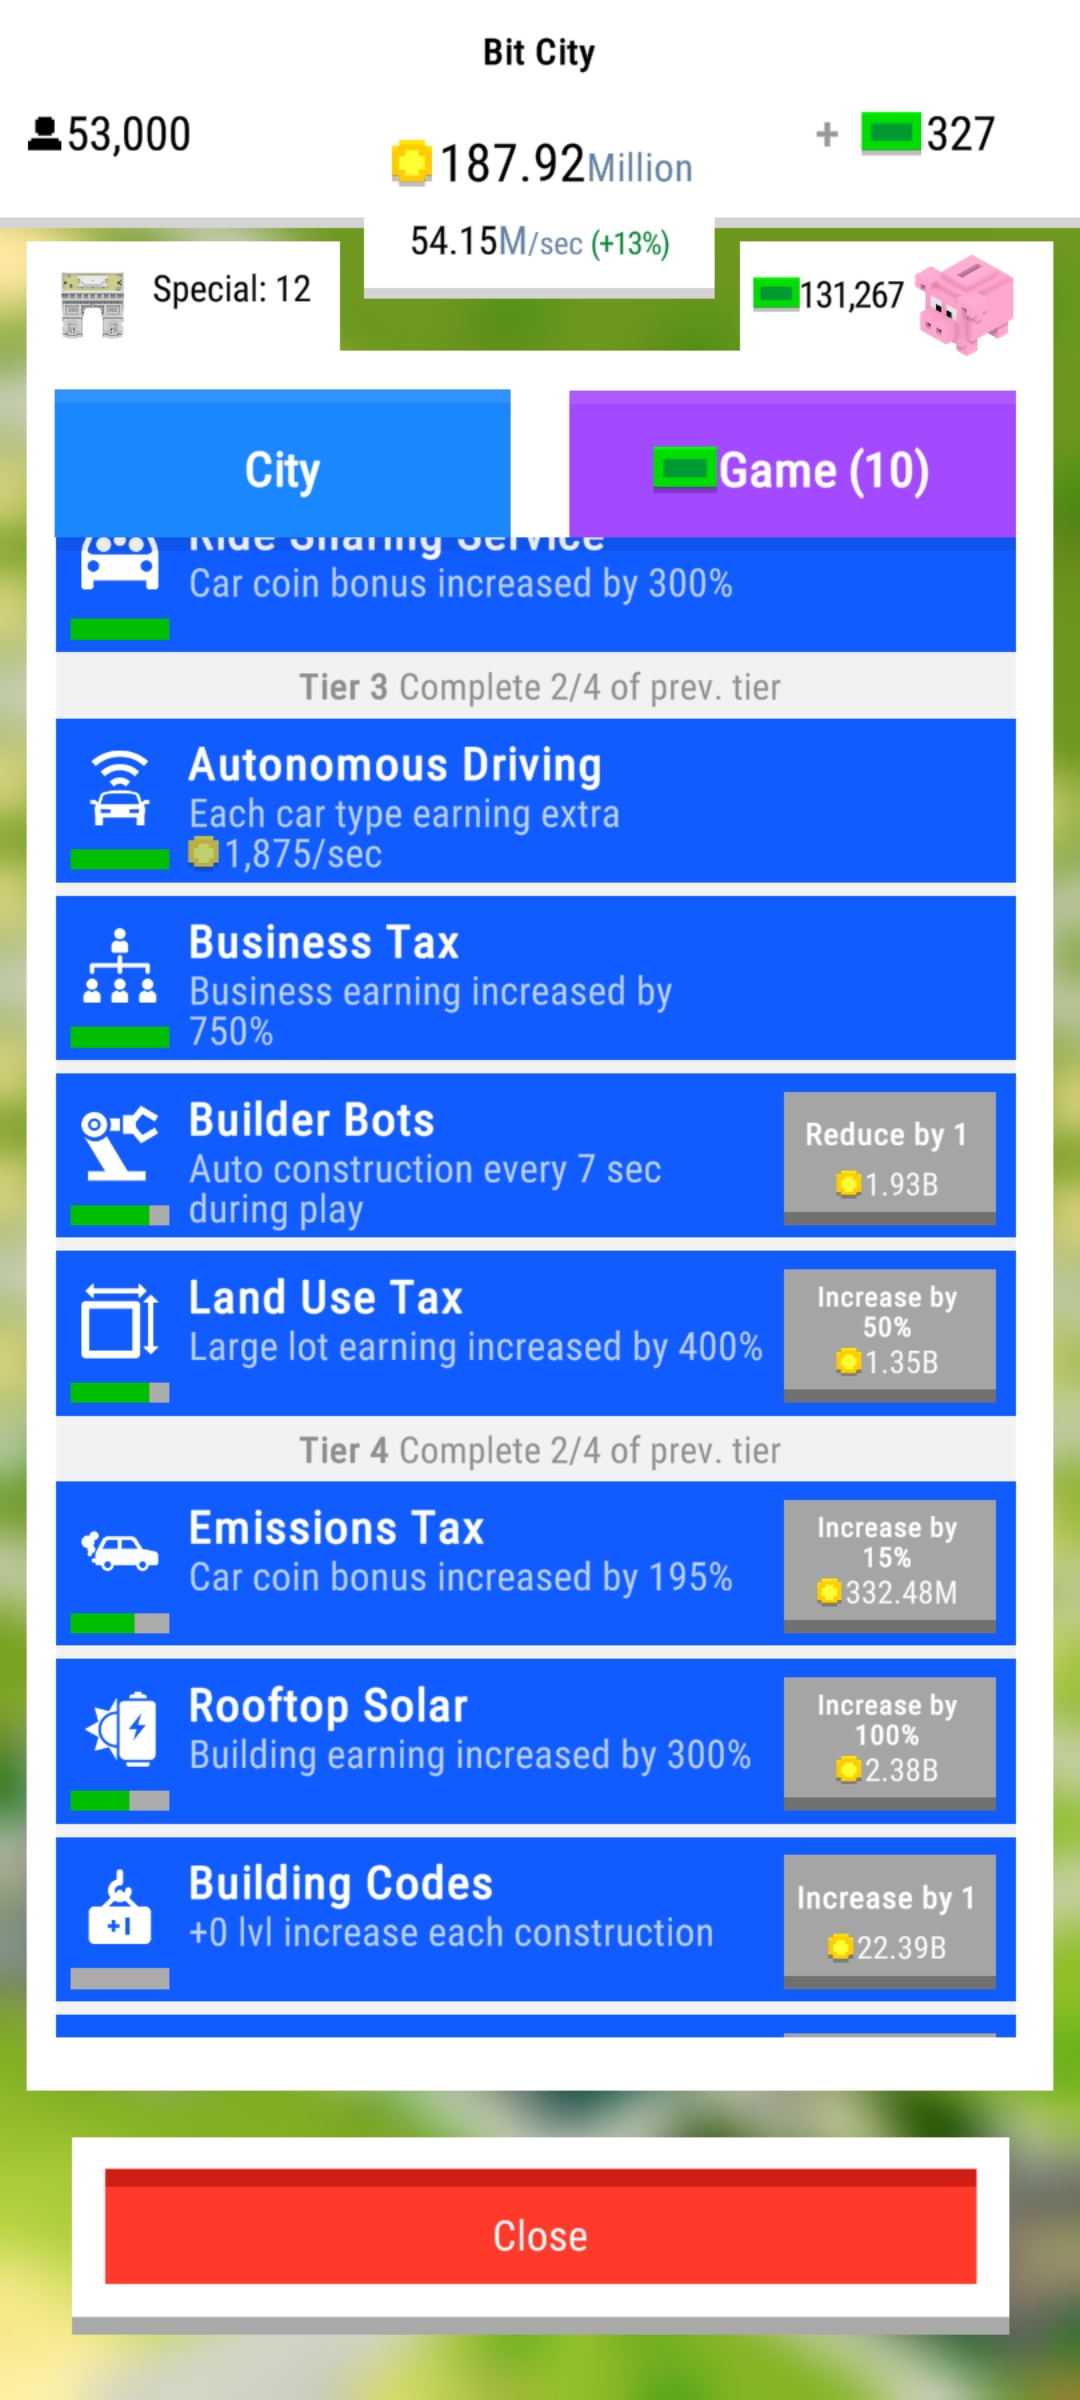 Bit City
53,000
187.92Million
+ 327
54.15M/sec (+13%)
Special: 12
131,267
City
Game (10)
Ride Sharing Service
Car coin bonus increased by 300%
Tier 3 Complete 2/4 of prev. tier
Autonomous Driving
Each car type earning extra
1,875/sec
Business Tax
Business earning increased by
750%
Builder Bots
Auto construction every 7 sec
during play
Reduce by 1
1.93B
Land Use Tax
Large lot earning increased by 400%
Increase by
50%
1.35B
Tier 4 Complete 2/4 of prev. tier
Emissions Tax
Car coin bonus increased by 195%
Increase by
15%
332.48M
Rooftop Solar
Building earning increased by 300%
Increase by
100%
2.38B
Building Codes
+0 lvl increase each construction
+1
Increase by 1
22.39B
Close